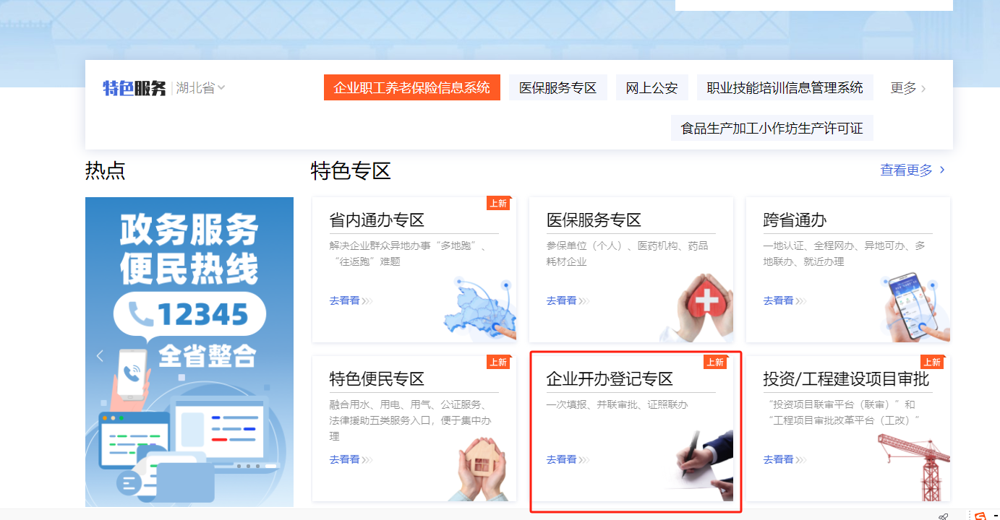 特色服务 湖北省
企业职工养老保险信息系统 医保服务专区 网上公安 职业技能培训信息管理系统 更多
食品生产加工小作坊生产许可证
热点
特色专区
查看更多
政务服务
便民热线
12345
全省整合
上新
省内通办专区
解决企业群众异地办事“多地跑”、
“往返跑”难题
去看看
医保服务专区
参保单位（个人）、医药机构、药品
耗材企业
去看看
跨省通办
一地认证、全程网办、异地可办、多
地联办、就近办理
去看看
上新
特色便民专区
融合用水、用电、用气、公证服务、
法律援助五类服务入口，便于集中办
理
去看看
上新
企业开办登记专区
一次填报、并联审批、证照联办
去看看
上新
投资/工程建设项目审批
“投资项目联审平台（联审）”和
“工程项目审批改革平台（工改）”
去看看